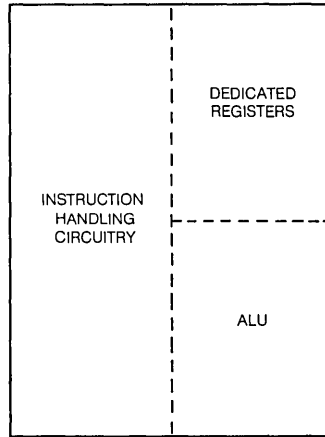 DEDICATED
REGISTERS
INSTRUCTION
HANDLING
CIRCUITRY
ALU